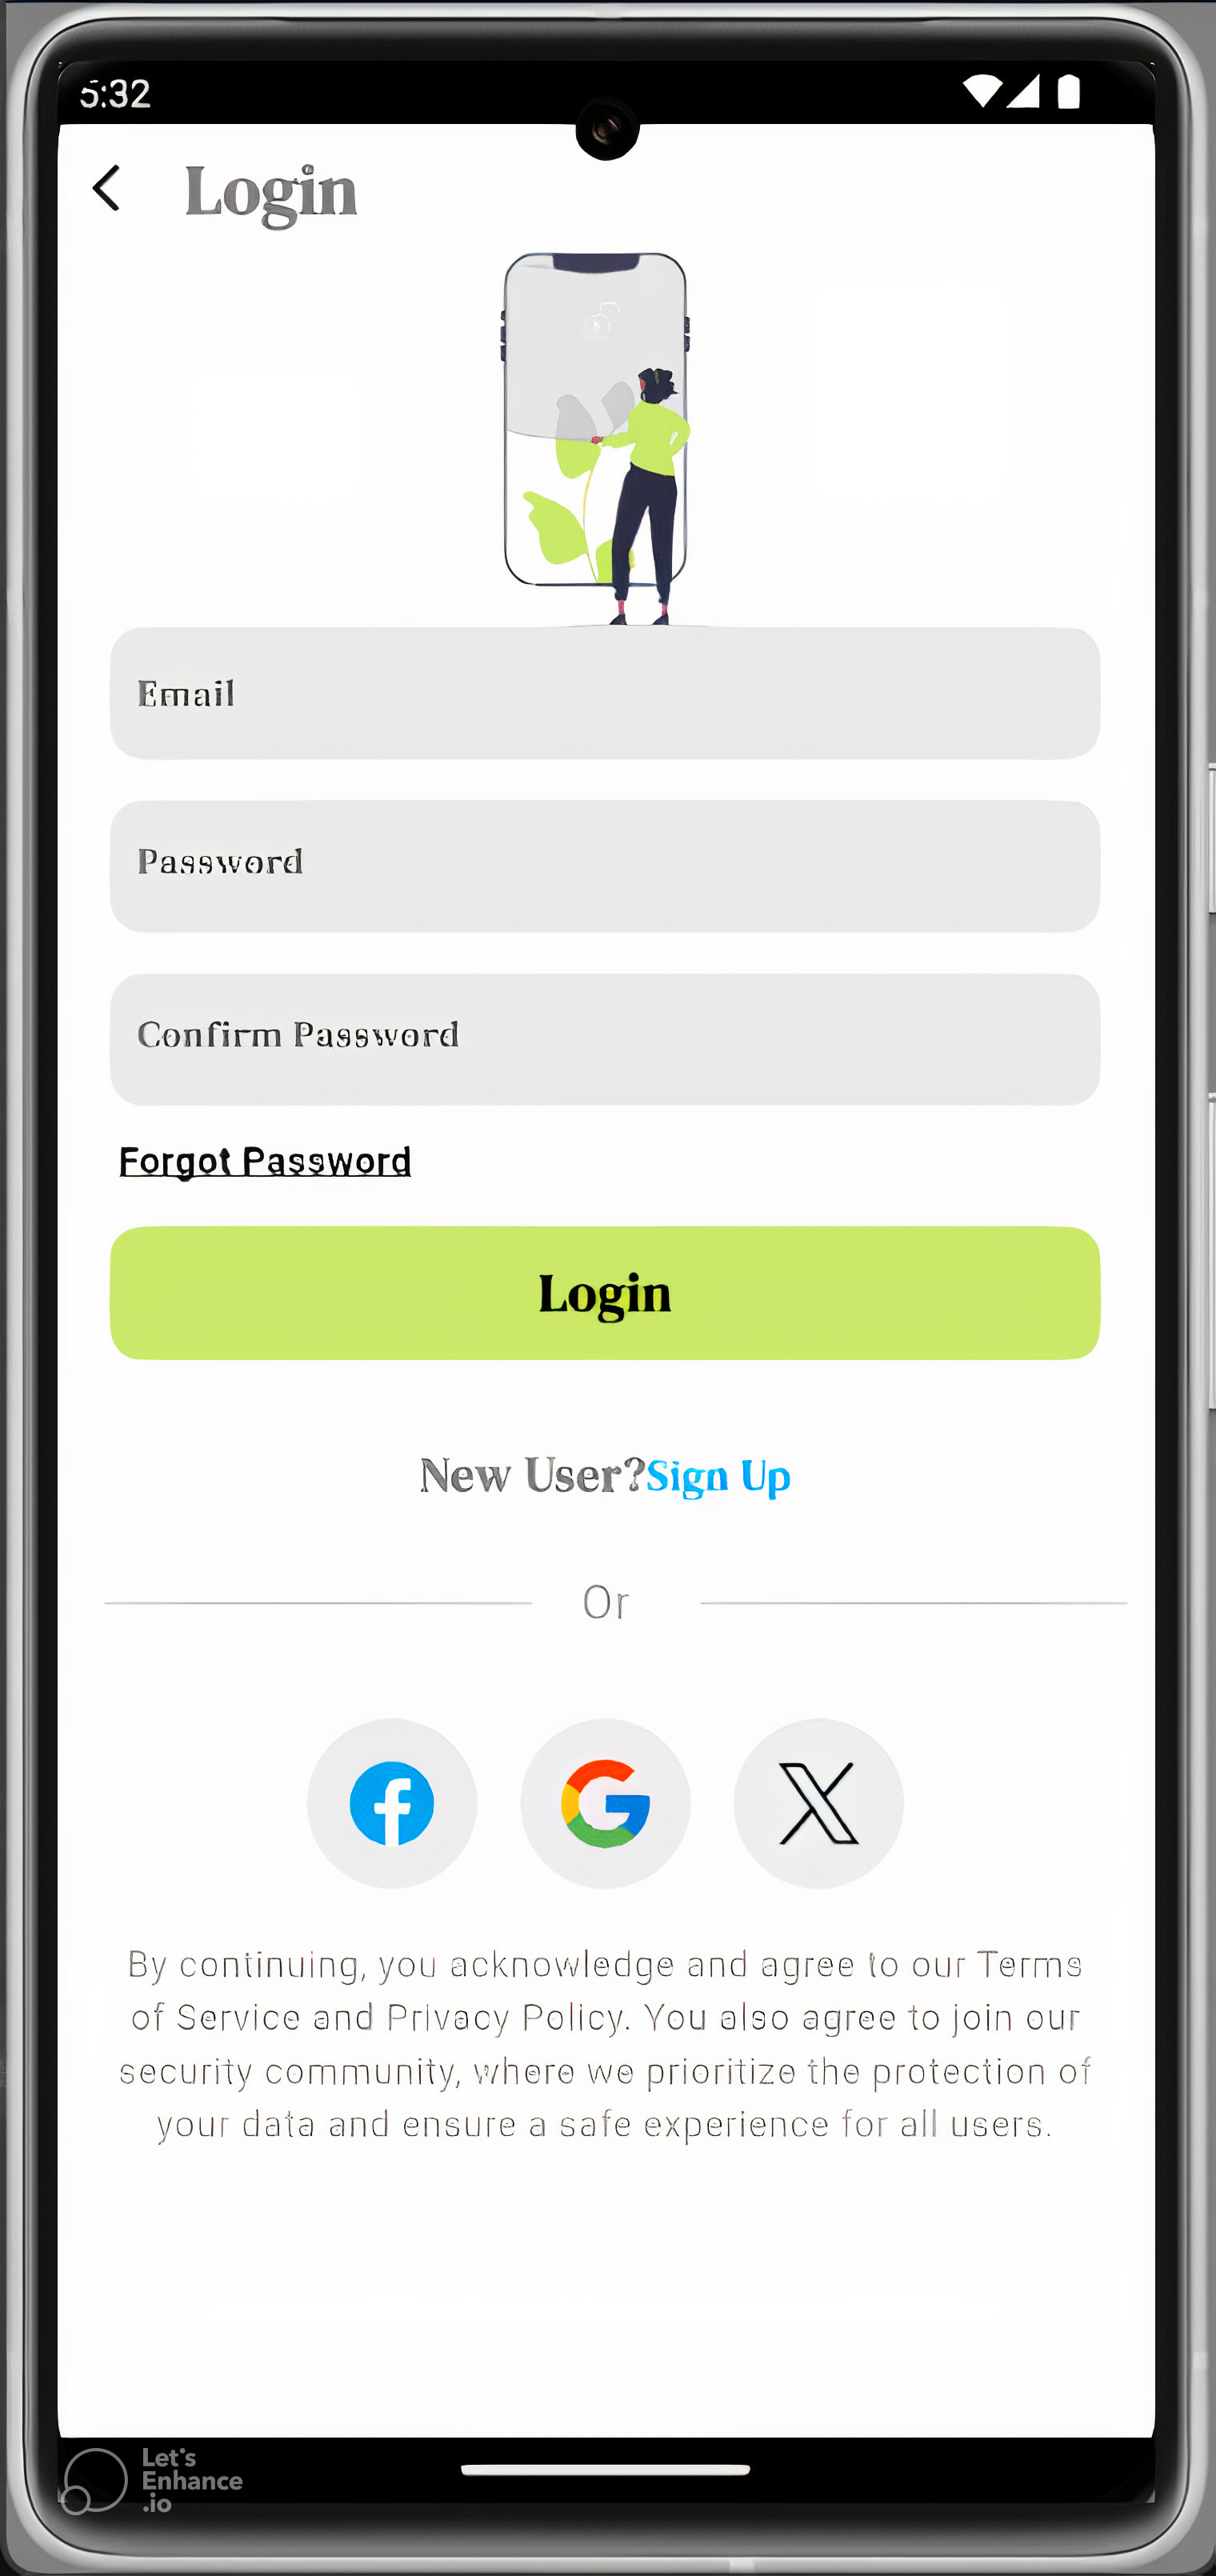 5:32
Login
Email
Password
Confirm Password
Forgot Password
Login
New User?Sign Up
Or
By continuing, you acknowledge and agree to our Terms
of Service and Privacy Policy. You also agree to join our
security community, where we prioritize the protection of
your data and ensure a safe experience for all users.
Let's
Enhance
.io